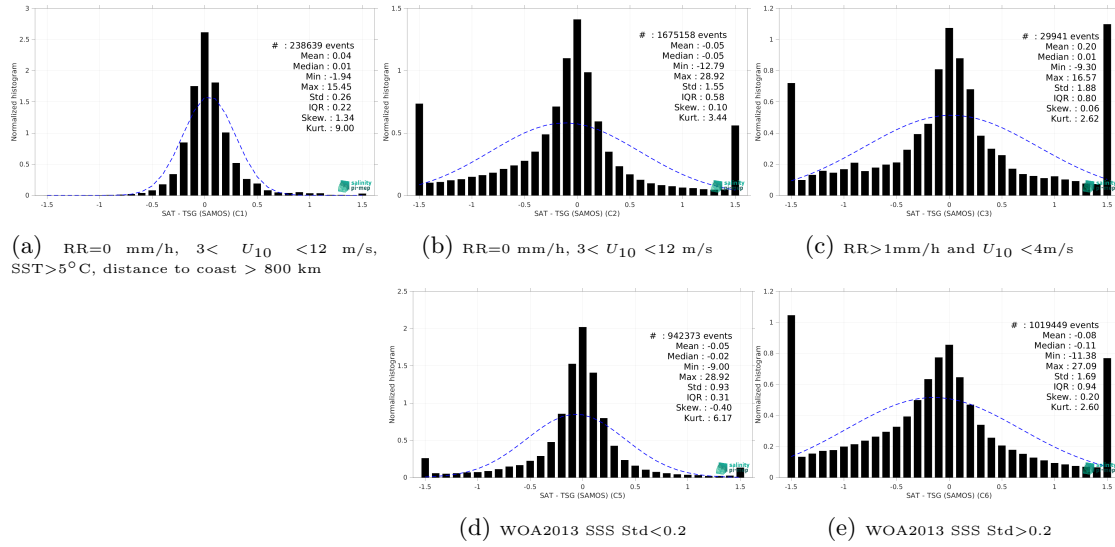 3
2.5
2
1.5
1
0.5
0
-1.5 -1 -0.5 0 0.5 1 1.5
Normalized histogram
SAT - TSG (SAMOS) (C1)
# : 238639 events
Mean : 0.04
Median : 0.01
Min : -1.94
Max : 15.45
Std : 0.26
IQR : 0.22
Skew. : 1.34
Kurt. : 9.00
salinity
pi-mep
(a) RR=0 mm/h, 3< U10 <12 m/s,
SST>5°C, distance to coast > 800 km
1.5
1
0.5
0
-1.5 -1 -0.5 0 0.5 1 1.5
Normalized histogram
SAT - TSG (SAMOS) (C2)
# : 1675158 events
Mean : -0.05
Median : -0.05
Min : -12.79
Max : 28.92
Std : 1.55
IQR : 0.58
Skew. : 0.10
Kurt. : 3.44
salinity
(b) RR=0 mm/h, 3< U10 <12 m/s
1.2
1
0.8
0.6
0.4
0.2
0
-1.5 -1 -0.5 0 0.5 1 1.5
Normalized histogram
SAT - TSG (SAMOS) (C3)
# : 29941 events
Mean : 0.20
Median : 0.01
Min : -9.30
Max : 16.57
Std : 1.88
IQR : 0.80
Skew. : 0.06
Kurt. : 2.62
(c) RR>1mm/h and U10 <4m/s
2.5
2
1.5
1
0.5
0
-1.5 -1 -0.5 0 0.5 1 1.5
Normalized histogram
SAT - TSG (SAMOS) (C5)
# : 942373 events
Mean : -0.05
Median : -0.02
Min : -9.00
Max : 28.92
Std : 0.93
IQR : 0.31
Skew. : -0.40
Kurt. : 6.17
salinity
(d) WOA2013 SSS Std<0.2
1.2
1
0.8
0.6
0.4
0.2
0
-1.5 -1 -0.5 0 0.5 1 1.5
Normalized histogram
SAT - TSG (SAMOS) (C6)
# : 1019449 events
Mean : -0.08
Median : -0.11
Min : -11.38
Max : 27.09
Std : 1.69
IQR : 0.94
Skew. : 0.20
Kurt. : 2.60
(e) WOA2013 SSS Std>0.2